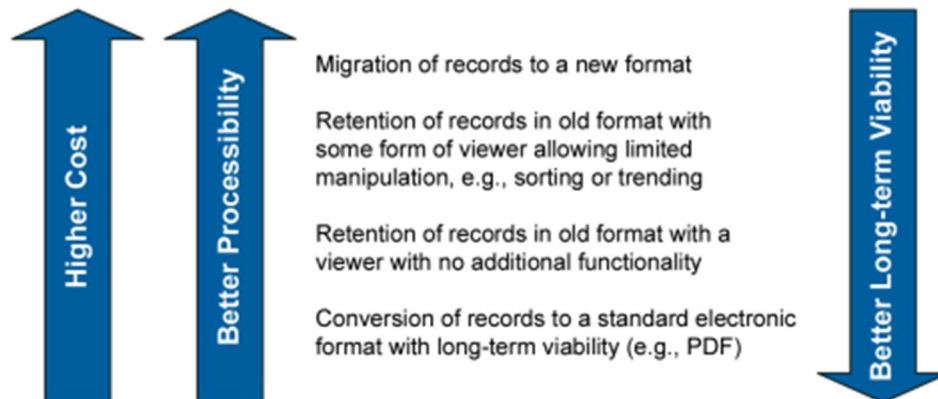 Higher Cost
Better Processibility
Migration of records to a new format
Retention of records in old format with
some form of viewer allowing limited
manipulation, e.g., sorting or trending
Retention of records in old format with a
viewer with no additional functionality
Conversion of records to a standard electronic
format with long-term viability (e.g., PDF)
Better Long-term Viability